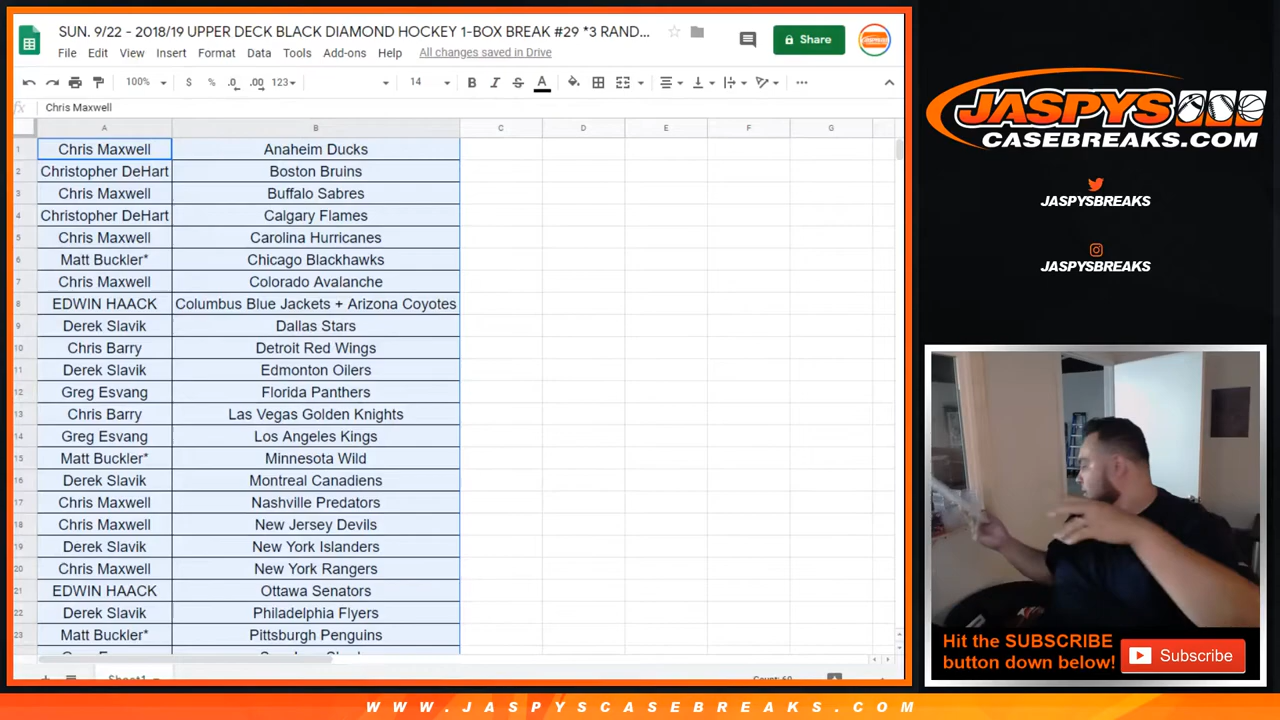 SUN. 9/22 - 2018/19 UPPER DECK BLACK DIAMOND HOCKEY 1-BOX BREAK #29 *3 RAND...
File Edit View Insert Format Data Tools Add-ons Help All changes saved in Drive
Share
100% $ % .0 .00 123 14 B I S A
fx Chris Maxwell
A B C D E F G
1 Chris Maxwell Anaheim Ducks
2 Christopher DeHart Boston Bruins
3 Chris Maxwell Buffalo Sabres
4 Christopher DeHart Calgary Flames
5 Chris Maxwell Carolina Hurricanes
6 Matt Buckler* Chicago Blackhawks
7 Chris Maxwell Colorado Avalanche
8 EDWIN HAACK Columbus Blue Jackets + Arizona Coyotes
9 Derek Slavik Dallas Stars
10 Chris Barry Detroit Red Wings
11 Derek Slavik Edmonton Oilers
12 Greg Esvang Florida Panthers
13 Chris Barry Las Vegas Golden Knights
14 Greg Esvang Los Angeles Kings
15 Matt Buckler* Minnesota Wild
16 Derek Slavik Montreal Canadiens
17 Chris Maxwell Nashville Predators
18 Chris Maxwell New Jersey Devils
19 Derek Slavik New York Islanders
20 Chris Maxwell New York Rangers
21 EDWIN HAACK Ottawa Senators
22 Derek Slavik Philadelphia Flyers
23 Matt Buckler* Pittsburgh Penguins
JASPYS
CASEBREAKS.COM
JASPYSBREAKS
JASPYSBREAKS
Hit the SUBSCRIBE
button down below!
Subscribe
WWW.JASPYSCASEBREAKS.COM